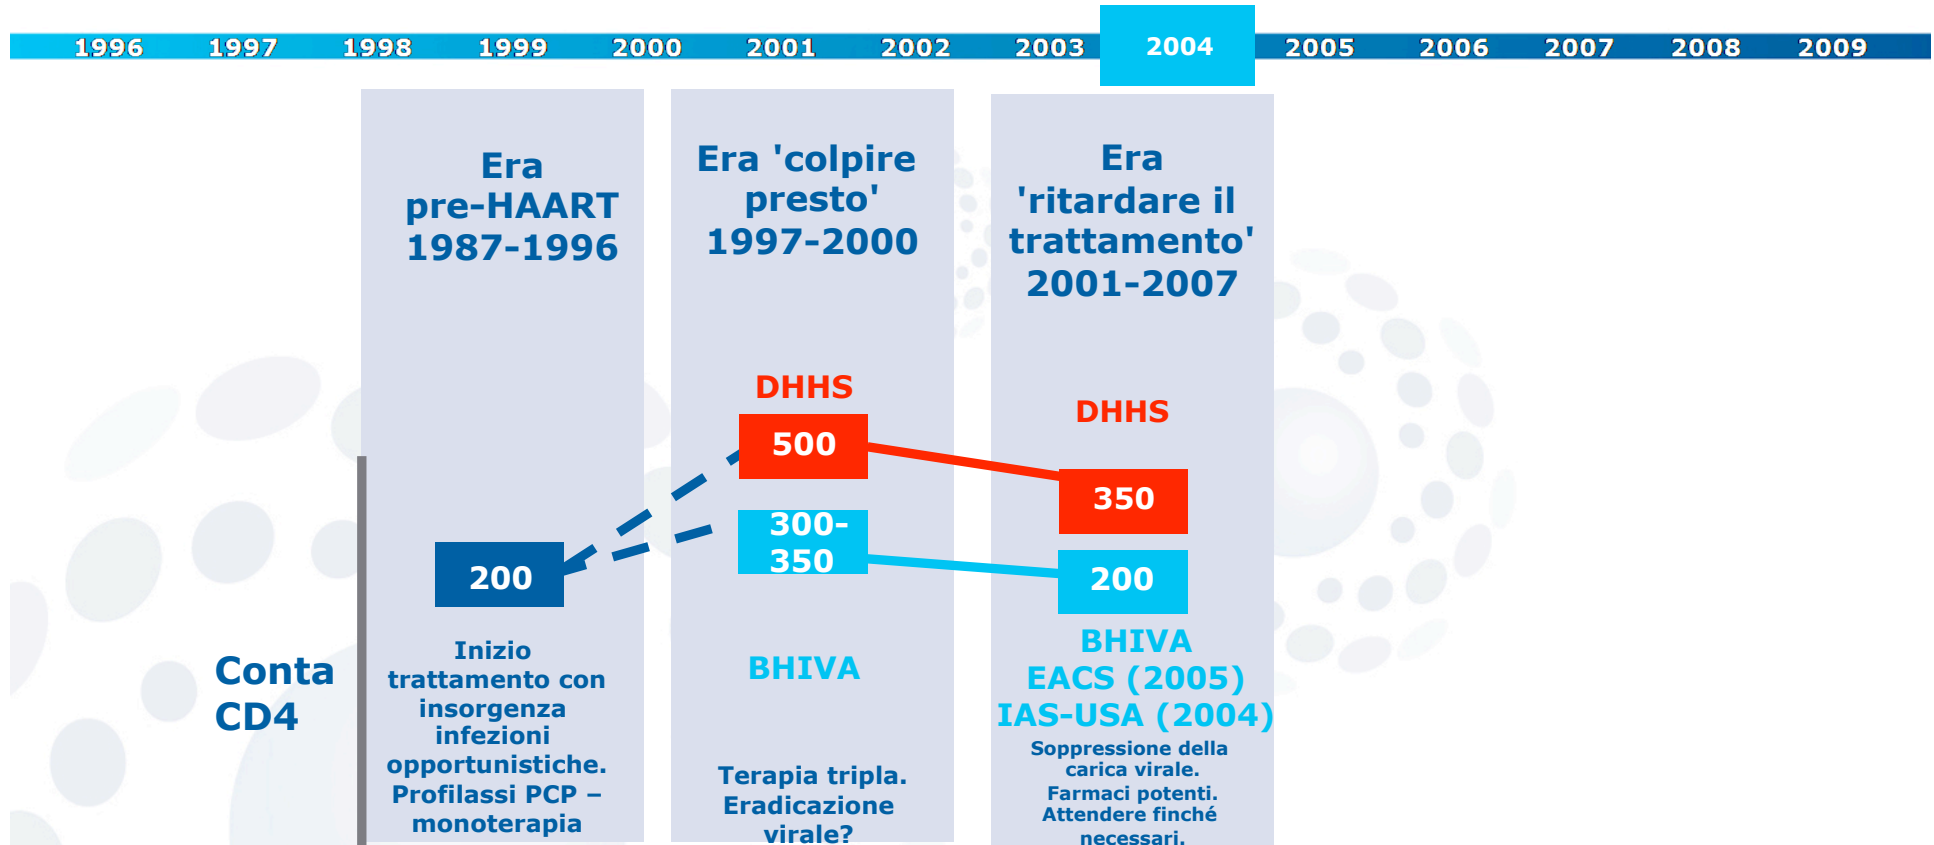 1996 1997 1998 1999 2000 2001 2002 2003 2004 2005 2006 2007 2008 2009
Era
pre-HAART
1987-1996
200
Inizio
trattamento con
insorgenza
infezioni
opportunistiche.
Profilassi PCP –
monoterapia
Conta
CD4
Era 'colpire
presto'
1997-2000
DHHS
500
300-
350
BHIVA
Terapia tripla.
Eradicazione
virale?
Era
'ritardare il
trattamento'
2001-2007
DHHS
350
200
BHIVA
EACS (2005)
IAS-USA (2004)
Soppressione della
carica virale.
Farmaci potenti.
Attendere finché
necessari.